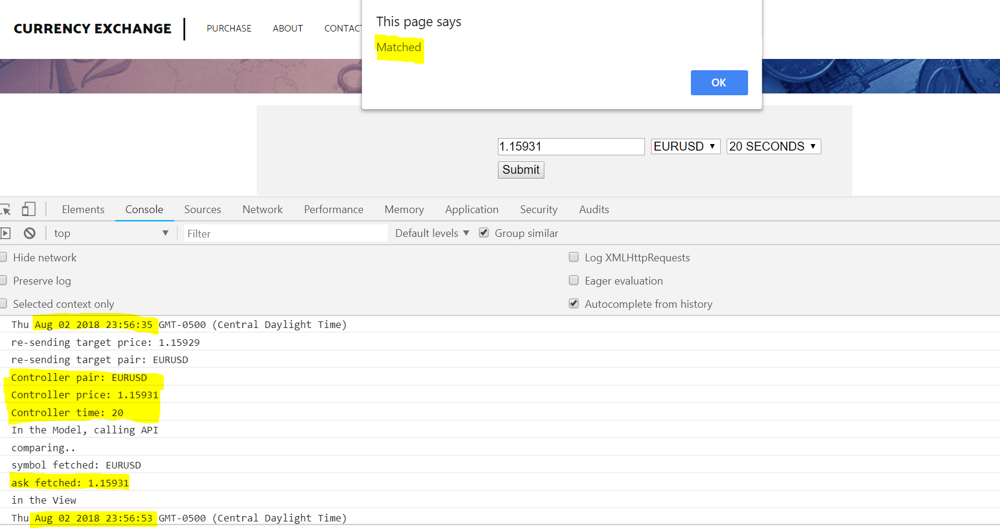 CURRENCY EXCHANGE
PURCHASE ABOUT CONTACT
This page says
Matched
OK
1.15931 EURUSD 20 SECONDS
Submit
Elements Console Sources Network Performance Memory Application Security Audits
top Filter Default levels Group similar
Hide network Log XMLHttpRequests
Preserve log Eager evaluation
Selected context only Autocomplete from history
Thu Aug 02 2018 23:56:35 GMT-0500 (Central Daylight Time)
re-sending target price: 1.15929
re-sending target pair: EURUSD
Controller pair: EURUSD
Controller price: 1.15931
Controller time: 20
In the Model, calling API
comparing..
symbol fetched: EURUSD
ask fetched: 1.15931
in the View
Thu Aug 02 2018 23:56:53 GMT-0500 (Central Daylight Time)